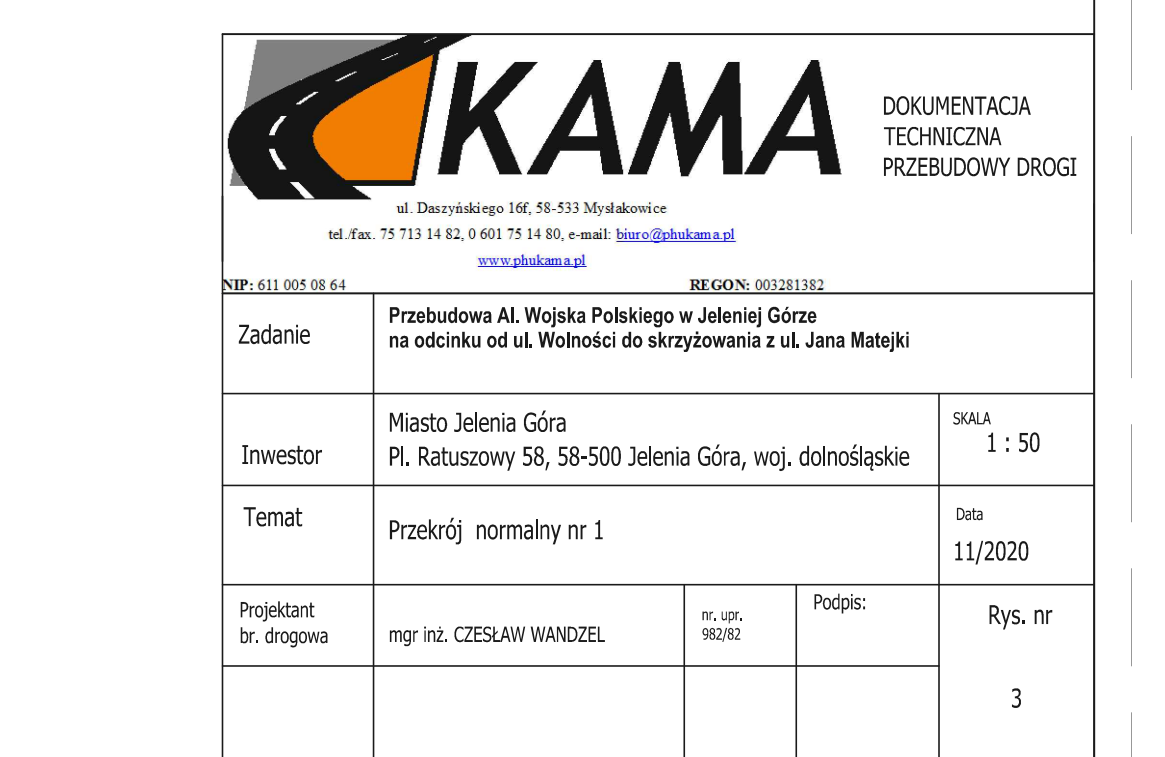 KAMA
DOKUMENTACJA
TECHNICZNA
PRZEBUDOWY DROGI
ul. Daszyńskiego 16f, 58-533 Mysłakowice
tel./fax. 75 713 14 82, 0 601 75 14 80, e-mail: biuro@phukama.pl
www.phukama.pl
NIP: 611 005 08 64 REGON: 003281382
Zadanie
Przebudowa Al. Wojska Polskiego w Jeleniej Górze
na odcinku od ul. Wolności do skrzyżowania z ul. Jana Matejki
Inwestor
Miasto Jelenia Góra
Pl. Ratuszowy 58, 58-500 Jelenia Góra, woj. dolnośląskie
SKALA
1 : 50
Temat
Przekrój normalny nr 1
Data
11/2020
Projektant
br. drogowa
mgr inż. CZESŁAW WANDZEL
nr. upr.
982/82
Podpis:
Rys. nr
3